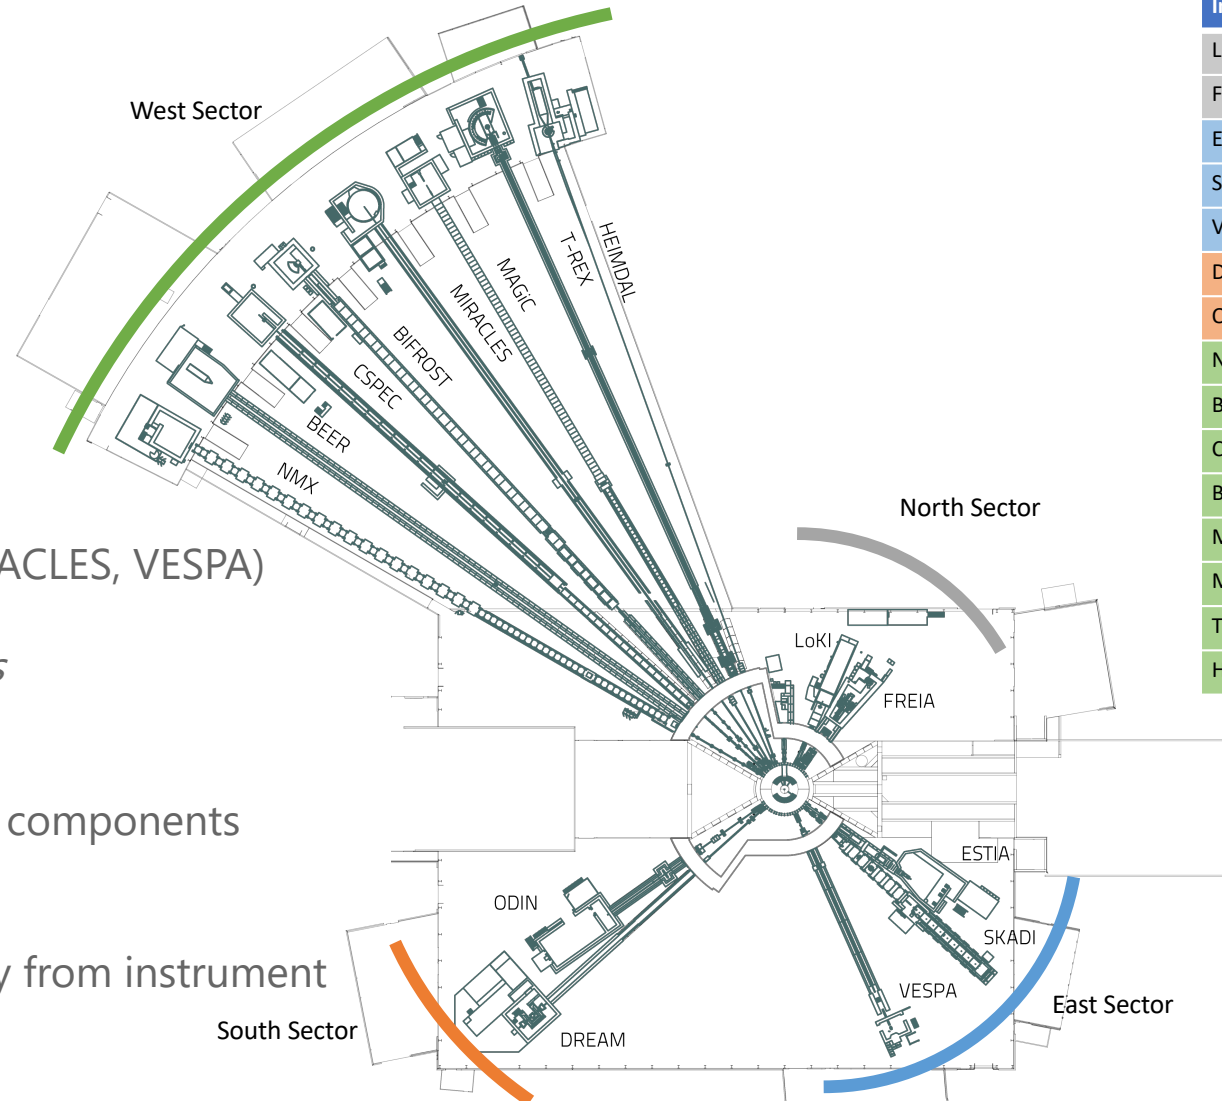 West Sector
HEIMDAL
T-REX
MAGiC
MIRACLES
BIFROST
CSPEC
BEER
NMX
North Sector
ACLES, VESPA)
LoKI
s
FREIA
components
ESTIA
ODIN
SKADI
y from instrument
VESPA
East Sector
South Sector
DREAM
L
F
E
S
V
D
N
B
B
M
M
T
H